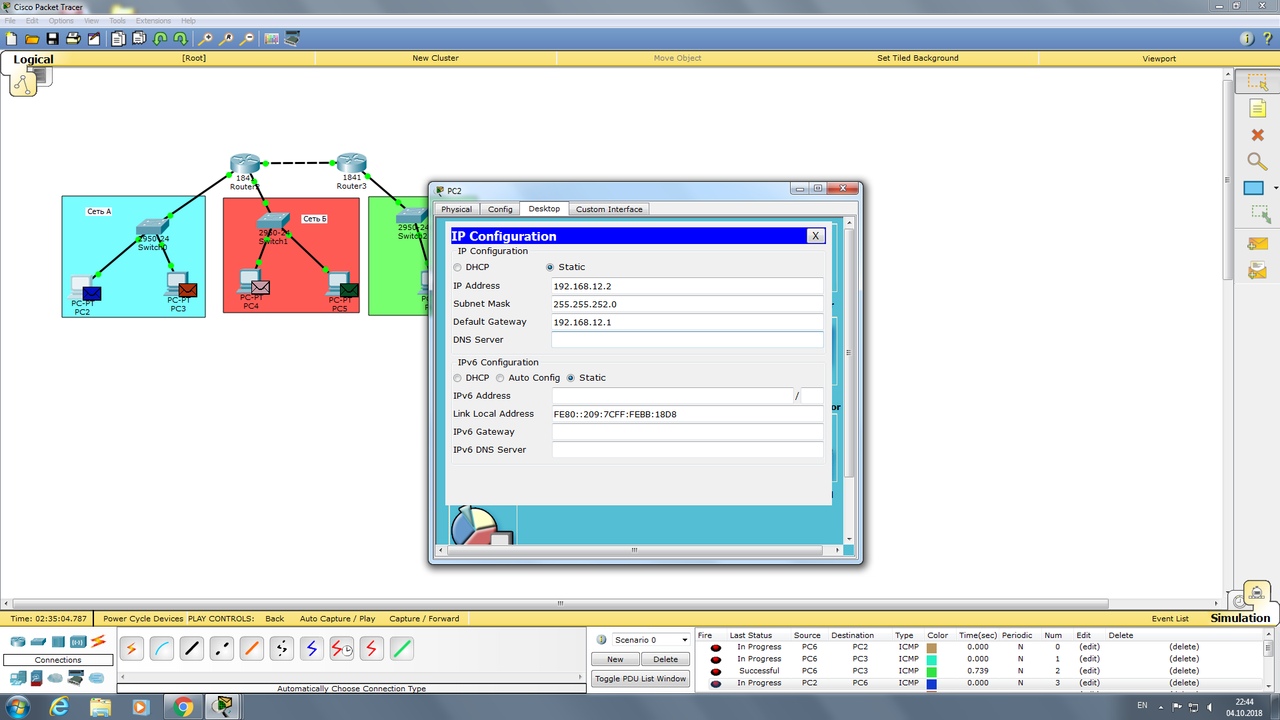 Cisco Packet Tracer
File Edit Options View Tools Extensions Help
Logical
[Root]
New Cluster
Move Object
Set Tiled Background
Viewport
1841
Router3
Router2
Сеть А
Сеть Б
2950-24
Switch0
2950-24
Switch1
PC-PT
PC2
PC-PT
PC3
PC-PT
PC4
PC-PT
PC5
PC2
Physical Config Desktop Custom Interface
IP Configuration X
IP Configuration
DHCP Static
IP Address 192.168.12.2
Subnet Mask 255.255.252.0
Default Gateway 192.168.12.1
DNS Server
IPv6 Configuration
DHCP Auto Config Static
IPv6 Address /
Link Local Address FE80::209:7CFF:FEBB:18D8
IPv6 Gateway
IPv6 DNS Server
Time: 02:35:04.787 Power Cycle Devices PLAY CONTROLS: Back Auto Capture / Play Capture / Forward Event List Simulation
Connections
Automatically Choose Connection Type
Scenario 0
New Delete
Toggle PDU List Window
Fire Last Status Source Destination Type Color Time(sec) Periodic Num Edit Delete
In Progress PC6 PC2 ICMP 0.000 N 0 (edit) (delete)
In Progress PC6 PC3 ICMP 0.000 N 1 (edit) (delete)
Successful PC6 PC3 ICMP 0.739 N 2 (edit) (delete)
In Progress PC2 PC6 ICMP 0.000 N 3 (edit) (delete)
EN
22:44
04.10.2018